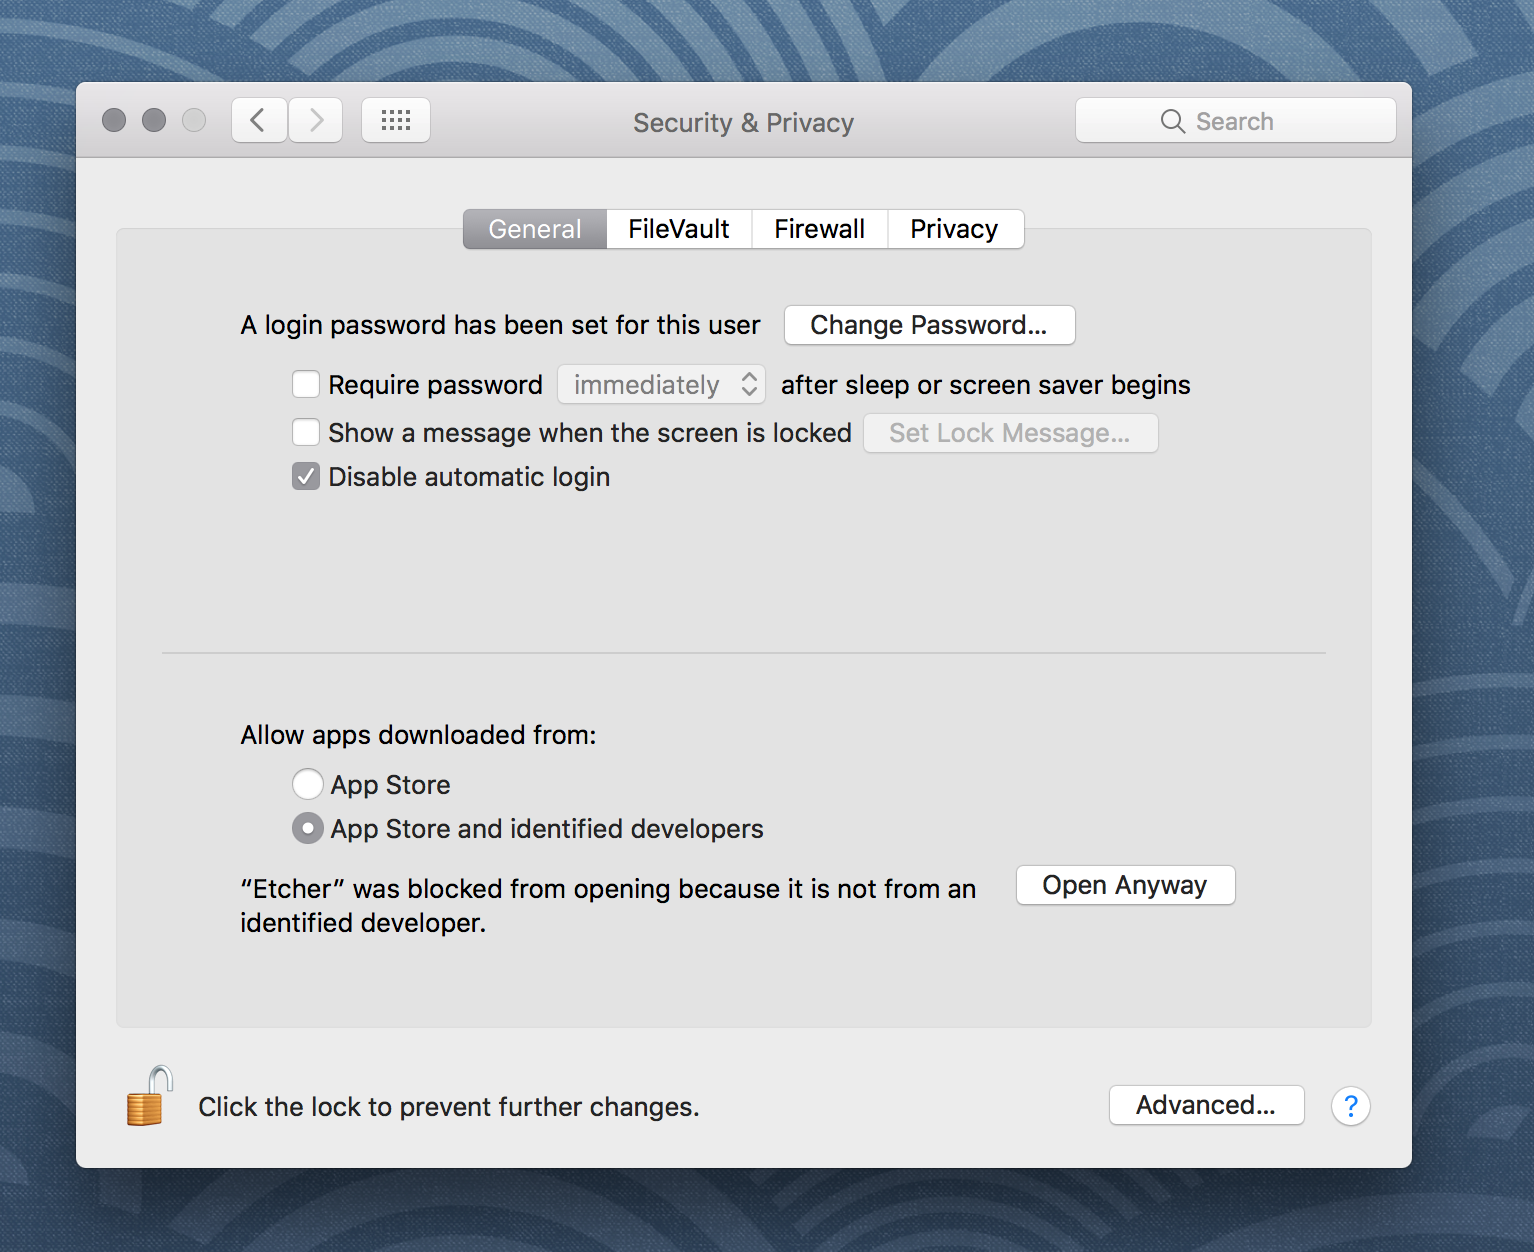 Security & Privacy
Search
General FileVault Firewall Privacy
A login password has been set for this user Change Password...
Require password immediately after sleep or screen saver begins
Show a message when the screen is locked Set Lock Message...
Disable automatic login
Allow apps downloaded from:
App Store
App Store and identified developers
“Etcher” was blocked from opening because it is not from an
identified developer.
Open Anyway
Click the lock to prevent further changes.
Advanced...
?